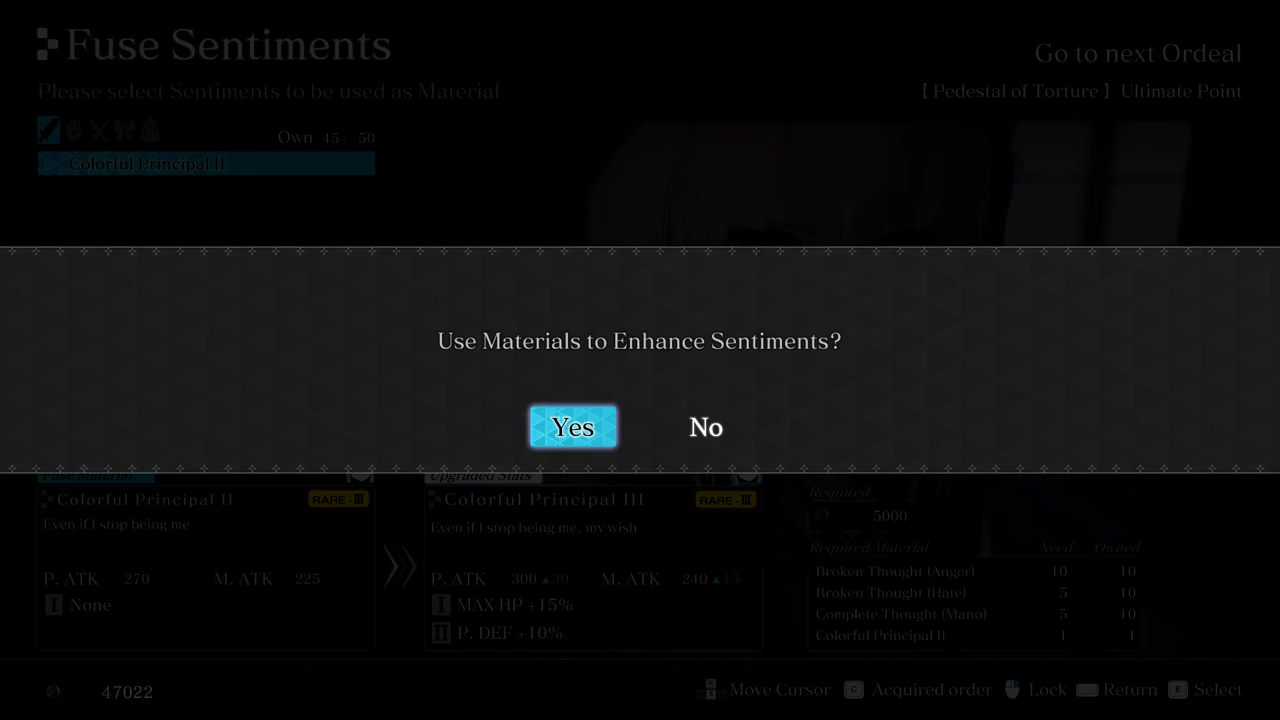 Fuse Sentiments
Go to next Ordeal
Please select Sentiments to be used as Material
【Pedestal of Torture】 Ultimate Point
Own 45 / 50
Colorful Principal II
Use Materials to Enhance Sentiments?
Yes
No
Fuse Material
Upgraded Stats
Colorful Principal II
RARE-III
Even if I stop being me
P. ATK 270
M. ATK 225
I None
Colorful Principal III
RARE-III
Even if I stop being me, my wish
P. ATK 300 ▲30
M. ATK 240 ▲15
I MAX HP +15%
II P. DEF +10%
Required
5000
Required Material Need Owned
Broken Thought (Anger) 10 10
Broken Thought (Hate) 5 10
Complete Thought (Mano) 5 10
Colorful Principal II 1 1
47022
W S Move Cursor C Acquired order Lock Return E Select